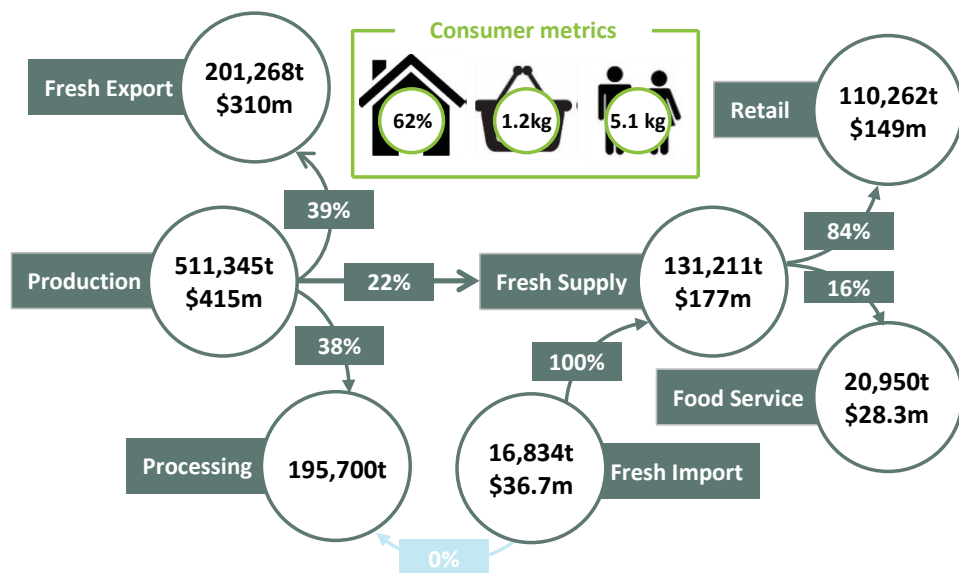 Consumer metrics
Fresh Export
201,268t
$310m
62%
1.2kg
5.1 kg
Retail
110,262t
$149m
39%
84%
Production
511,345t
$415m
22%
Fresh Supply
131,211t
$177m
16%
38%
100%
Food Service
20,950t
$28.3m
Processing
195,700t
16,834t
$36.7m
Fresh Import
0%